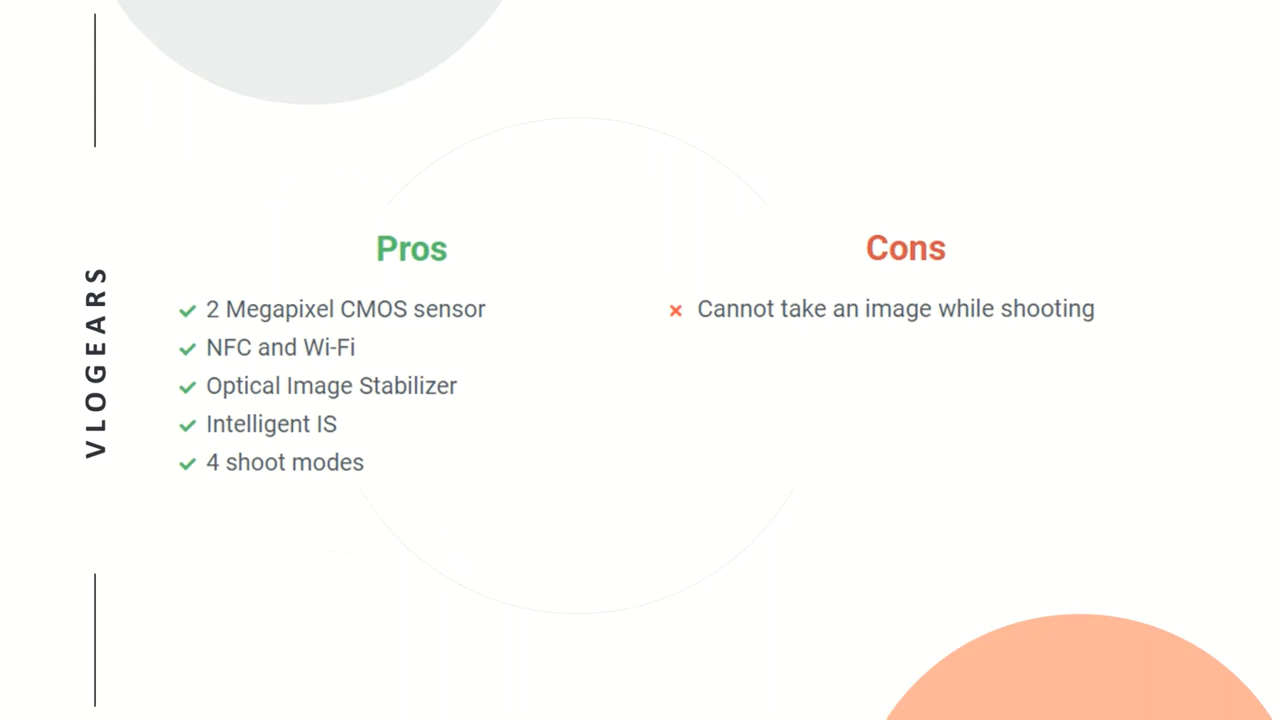 VLOGEARS
Pros
2 Megapixel CMOS sensor
NFC and Wi-Fi
Optical Image Stabilizer
Intelligent IS
4 shoot modes
Cons
Cannot take an image while shooting